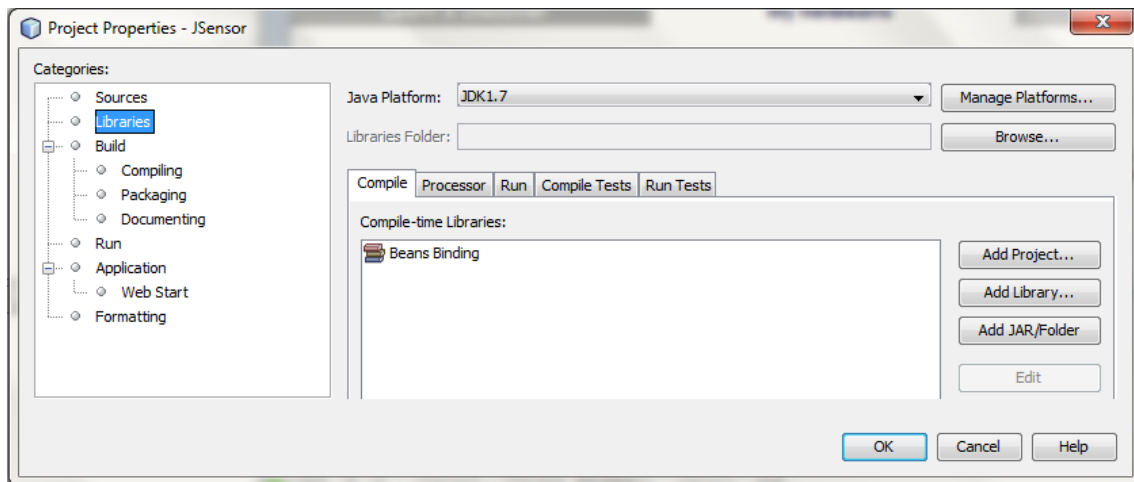 Project Properties - JSensor
Categories:
Sources
Libraries
Build
Compiling
Packaging
Documenting
Run
Application
Web Start
Formatting
Java Platform: JDK1.7 Manage Platforms...
Libraries Folder: Browse...
Compile Processor Run Compile Tests Run Tests
Compile-time Libraries:
Beans Binding
Add Project...
Add Library...
Add JAR/Folder
Edit
OK Cancel Help